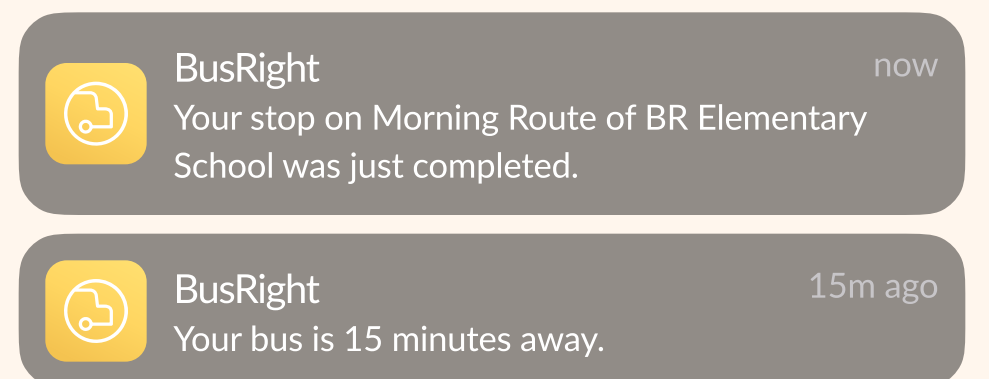 BusRight
now
Your stop on Morning Route of BR Elementary
School was just completed.
BusRight
15m ago
Your bus is 15 minutes away.